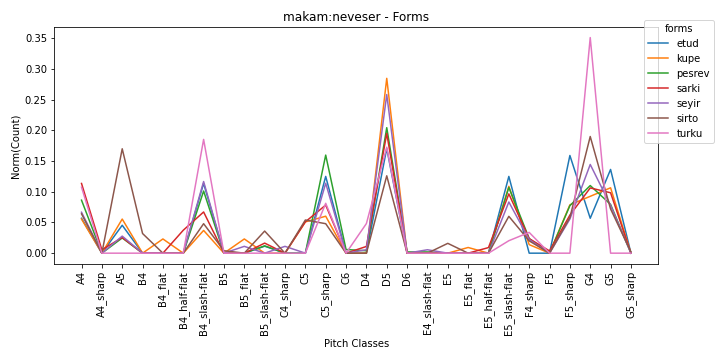 makam:neveser - Forms
forms
etud
kupe
pesrev
sarki
seyir
sirto
turku
Norm(Count)
0.35
0.30
0.25
0.20
0.15
0.10
0.05
0.00
A4
A4_sharp
A5
B4
B4_flat
B4_half-flat
B4_slash-flat
B5
B5_flat
B5_slash-flat
C4_sharp
C5
C5_sharp
C6
D4
D5
D6
E4_slash-flat
E5
E5_flat
E5_half-flat
E5_slash-flat
F4_sharp
F5
F5_sharp
G4
G5
G5_sharp
Pitch Classes